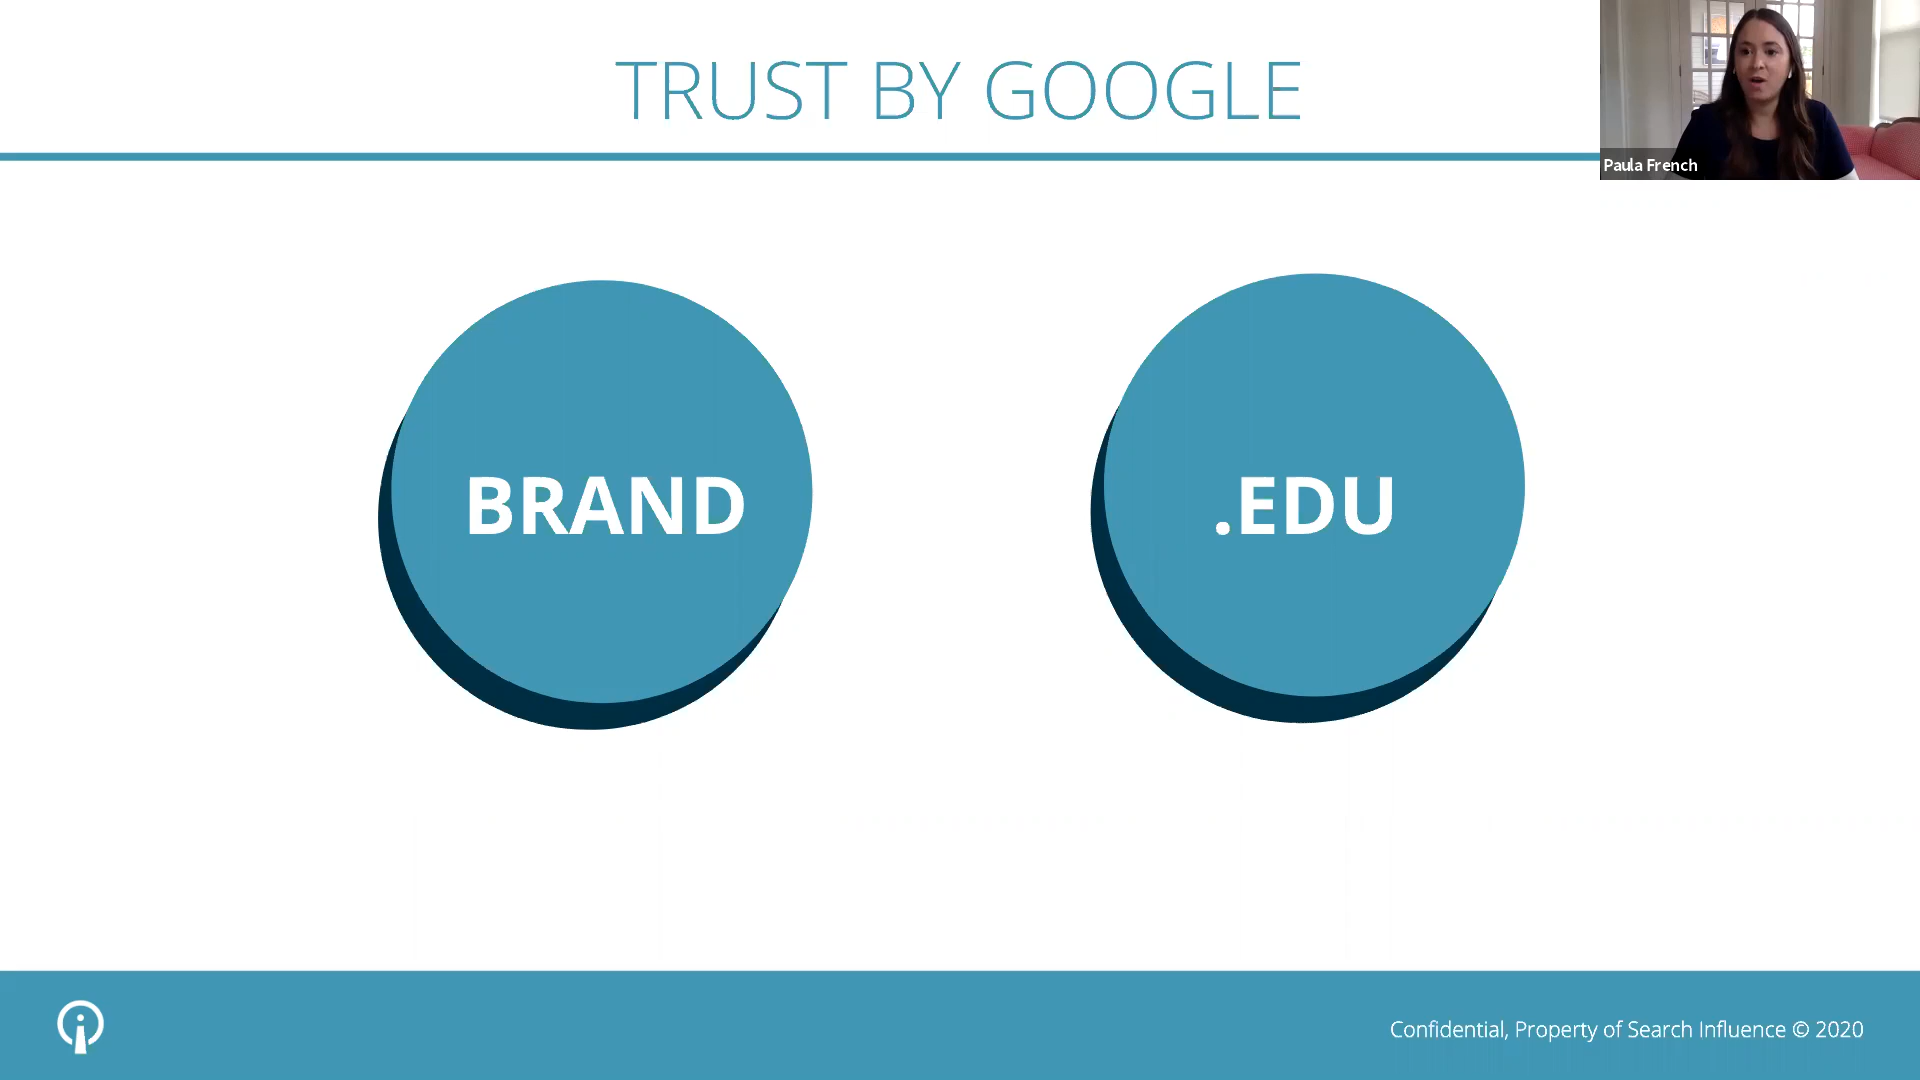 TRUST BY GOOGLE
Paula French
BRAND
.EDU
Confidential, Property of Search Influence © 2020